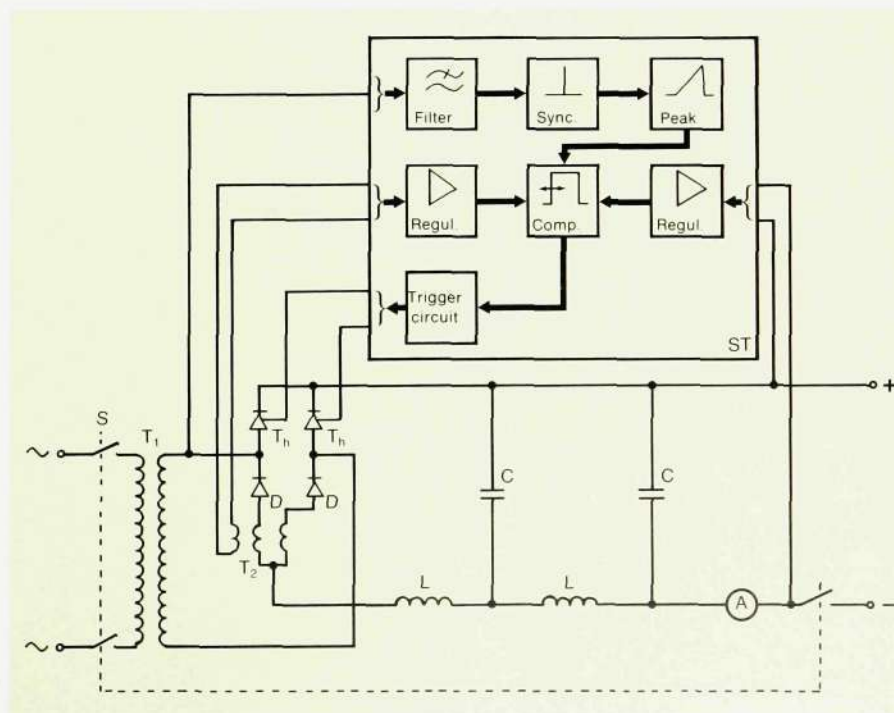 Filter
Sync.
Peak
Regul.
Comp.
Regul.
Trigger
circuit
ST
+
S
T1
Th
Th
~
D
D
C
C
T2
L
L
A
~
−